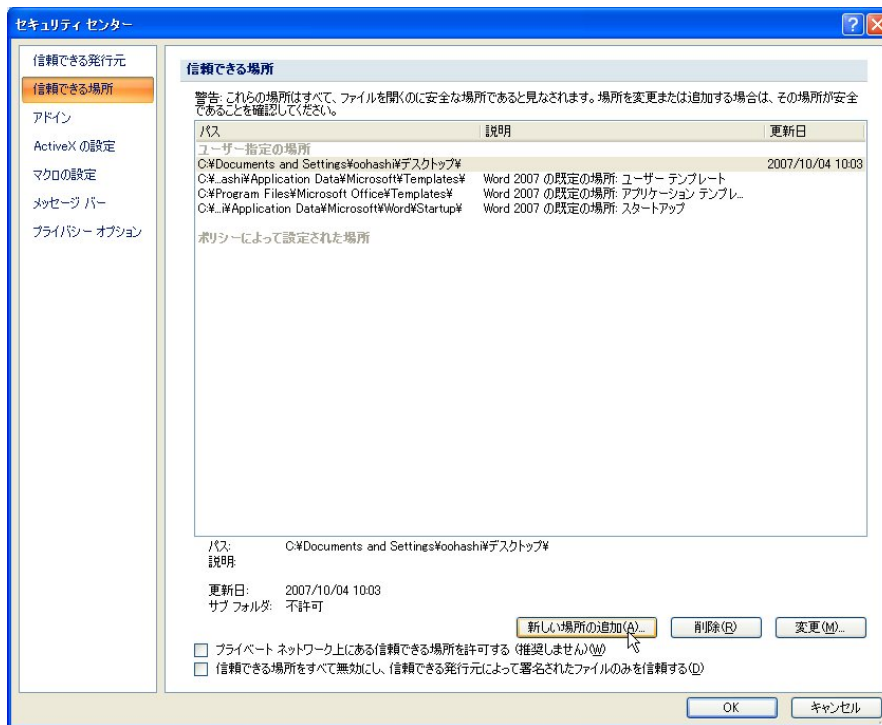 セキュリティ センター
信頼できる発行元
信頼できる場所
アドイン
ActiveX の設定
マクロの設定
メッセージ バー
プライバシー オプション
信頼できる場所
警告: これらの場所はすべて、ファイルを開くのに安全な場所であると見なされます。場所を変更または追加する場合は、その場所が安全
であることを確認してください。
パス 説明 更新日
ユーザー指定の場所
C:¥Documents and Settings¥oohashi¥デスクトップ¥ 2007/10/04 10:03
C:¥...ashi¥Application Data¥Microsoft¥Templates¥ Word 2007 の既定の場所: ユーザー テンプレート
C:¥Program Files¥Microsoft Office¥Templates¥ Word 2007 の既定の場所: アプリケーション テンプレ...
C:¥...i¥Application Data¥Microsoft¥Word¥Startup¥ Word 2007 の既定の場所: スタートアップ
ポリシーによって設定された場所
パス: C:¥Documents and Settings¥oohashi¥デスクトップ¥
説明:
更新日: 2007/10/04 10:03
サブ フォルダ: 不許可
新しい場所の追加(A)... 削除(R) 変更(M)...
プライベート ネットワーク上にある信頼できる場所を許可する (推奨しません)(W)
信頼できる場所をすべて無効にし、信頼できる発行元によって署名されたファイルのみを信頼する(D)
OK キャンセル